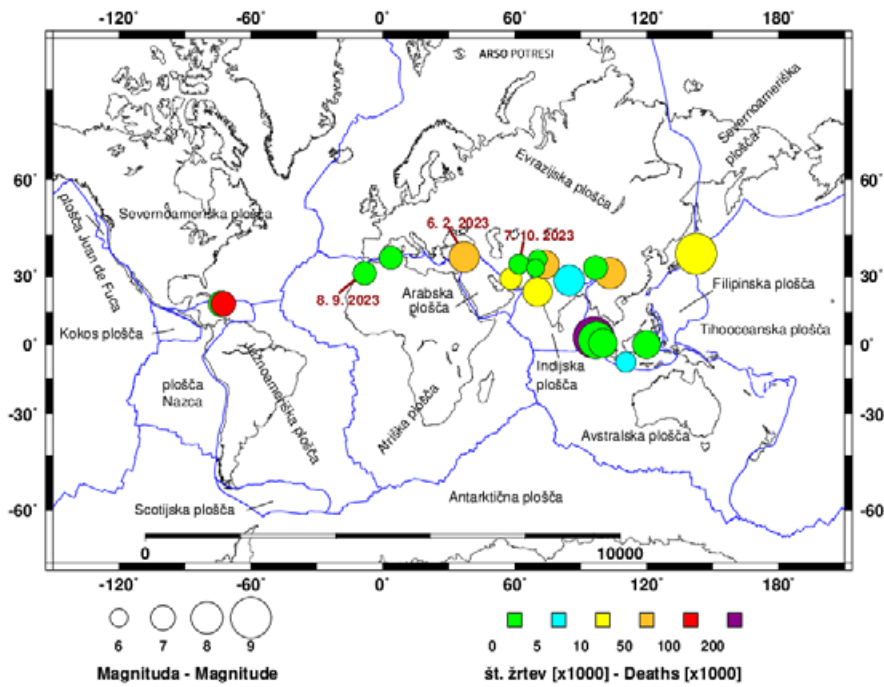 -120° -60° 0° 60° 120° 180°
ARSO POTRESI
Severnoameriška
plošča
Evrazijska plošča
60°
60°
plošča Juan de Fuca
Severnoameriška plošča
6. 2. 2023
7. 10. 2023
30°
30°
8. 9. 2023
Arabska
plošča
Filipinska plošča
Kokos plošča
Tihooceanska plošča
0°
0°
Indijska
plošča
plošča
Nazca
Južnoameriška plošča
Afriška plošča
-30°
-30°
Avstralska plošča
Antarktična plošča
Scotijska plošča
-60°
-60°
0 10000
-120° -60° 0° 60° 120° 180°
6 7 8 9
0 5 10 50 100 200
Magnituda - Magnitude
št. žrtev [x1000] - Deaths [x1000]